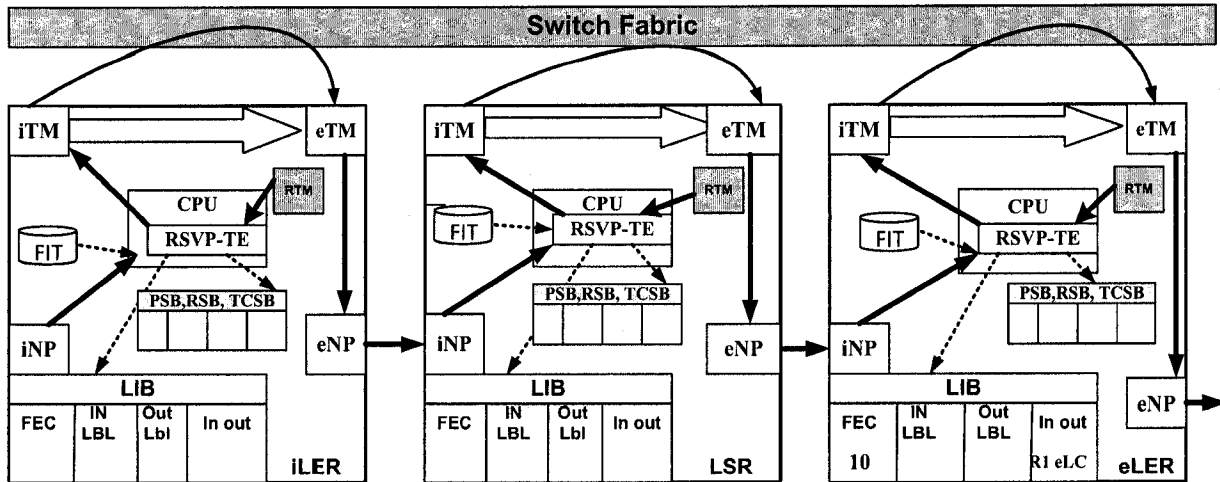 Switch Fabric
iTM
eTM
iTM
eTM
iTM
eTM
RTM
RTM
RTM
CPU
CPU
CPU
FIT
RSVP-TE
FIT
RSVP-TE
FIT
RSVP-TE
PSB,RSB, TCSB
PSB,RSB, TCSB
PSB,RSB, TCSB
iNP
eNP
iNP
eNP
iNP
eNP
LIB
LIB
LIB
FEC
IN
LBL
Out
Lbl
In out
FEC
IN
LBL
Out
Lbl
In out
FEC
IN
LBL
Out
LBL
In out
10
R1 eLC
iLER
LSR
eLER